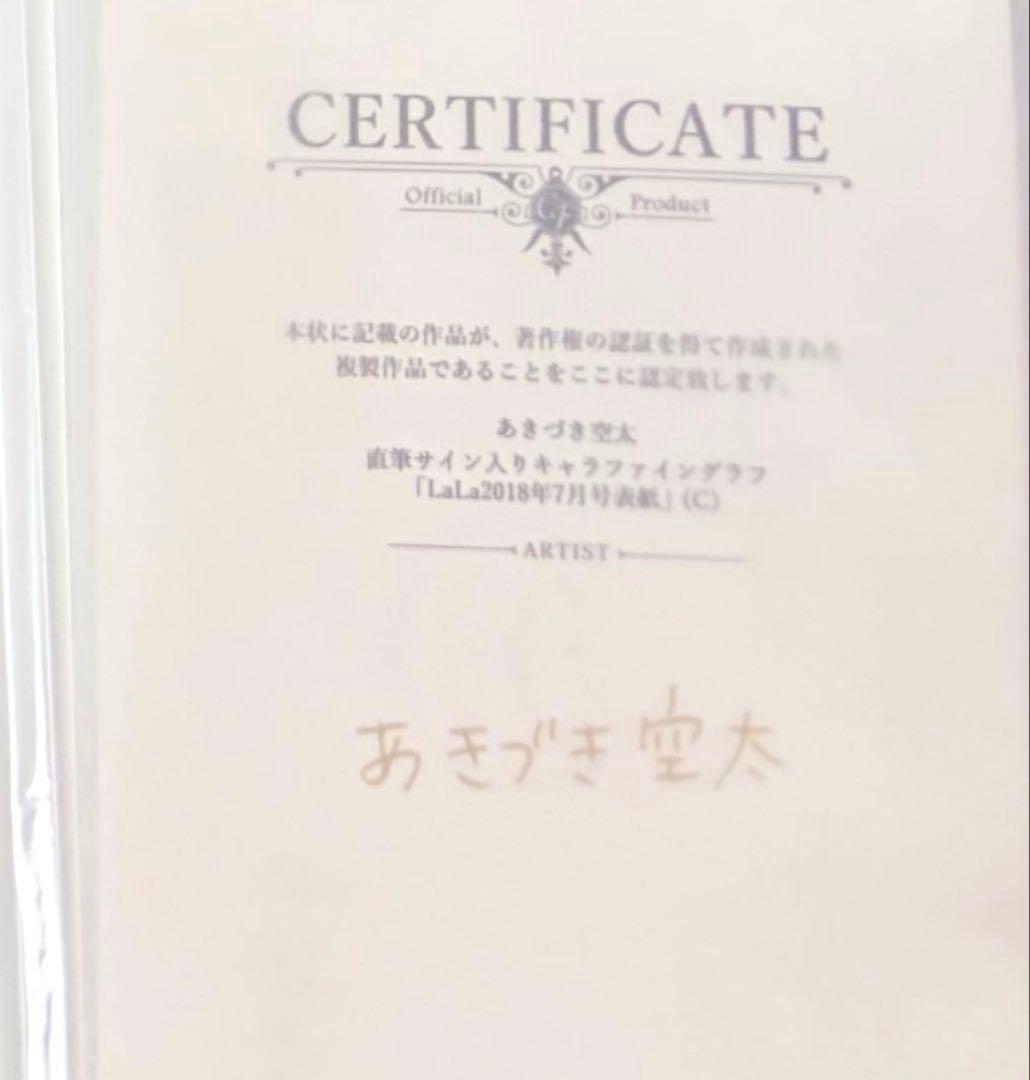 CERTIFICATE
Official Product
本状に記載の作品が、著作権の認証を得て作成された
複製作品であることをここに認定致します。
あきづき空太
直筆サイン入りキャラファイングラフ
「LaLa2018年7月号表紙」(C)
ARTIST
あきづき空太